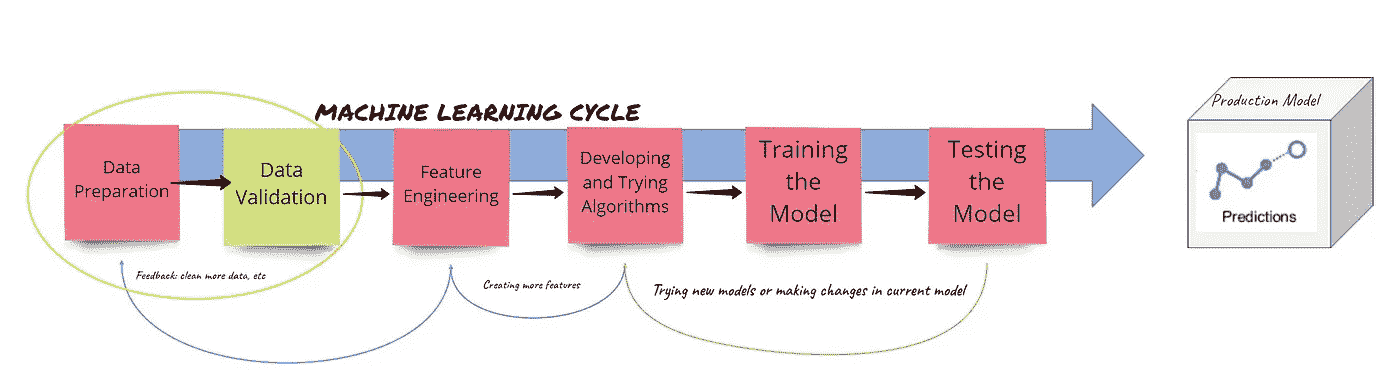 MACHINE LEARNING CYCLE
Data
Preparation
Data
Validation
Feature
Engineering
Developing
and Trying
Algorithms
Training
the
Model
Testing
the
Model
Production Model
Predictions
Feedback: clean more data, etc
Creating more features
Trying new models or making changes in current model